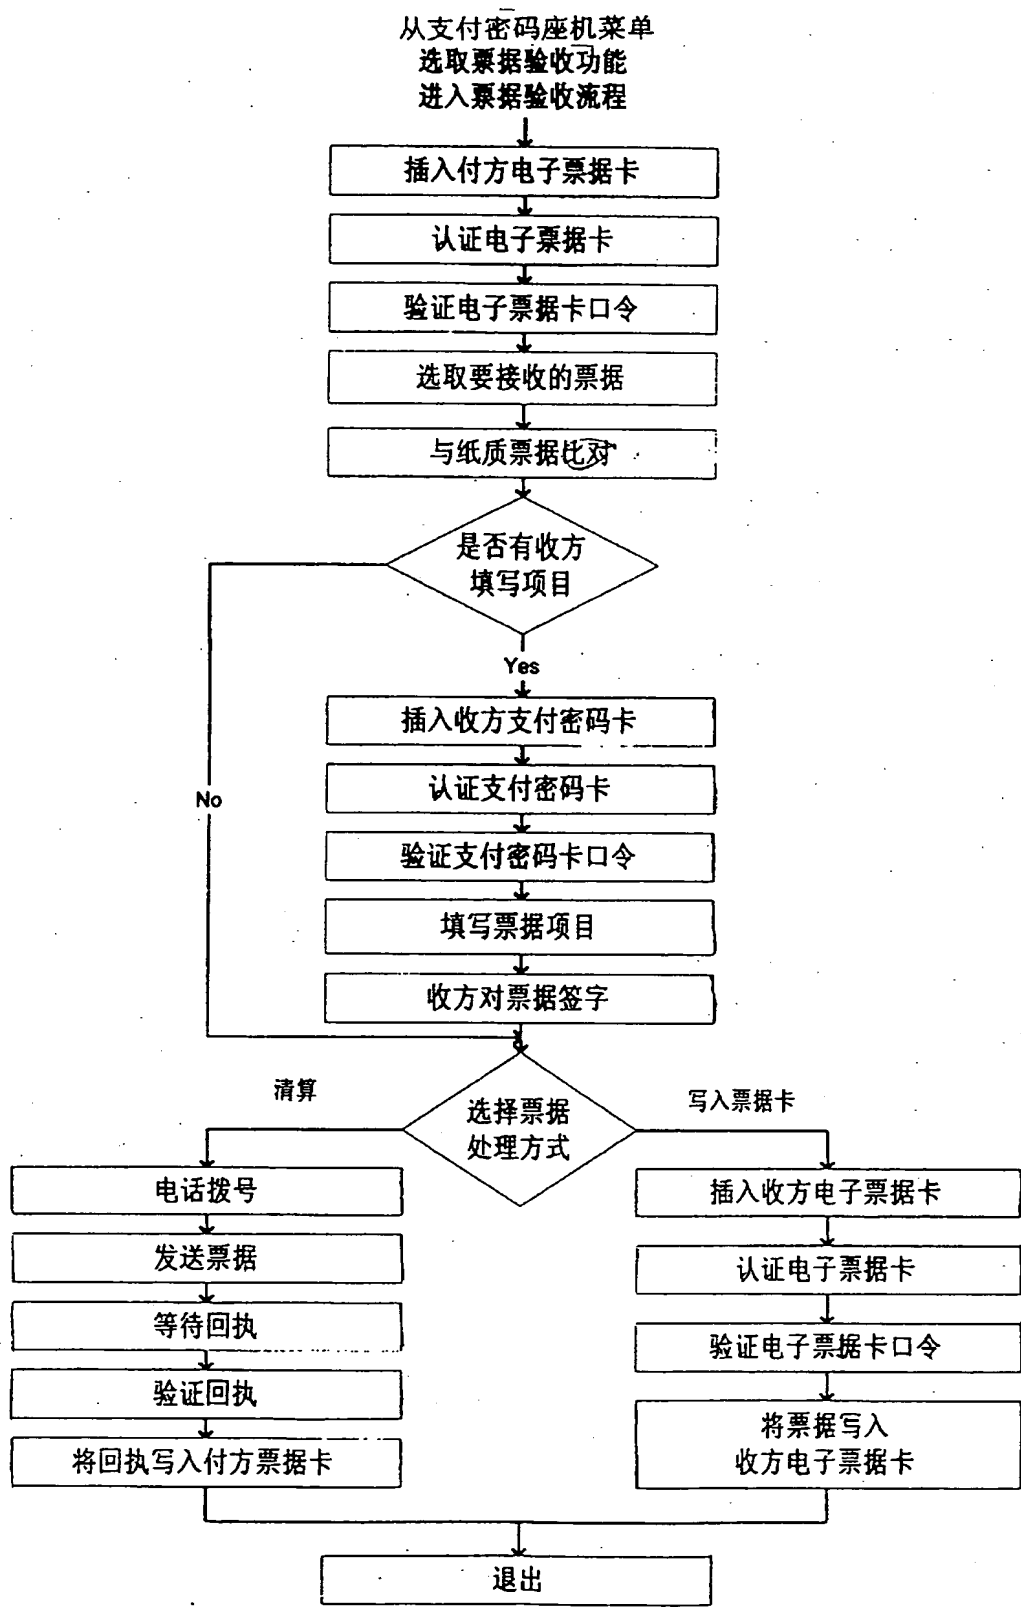 从支付密码座机菜单
选取票据验收功能
进入票据验收流程
插入付方电子票据卡
认证电子票据卡
验证电子票据卡口令
选取要接收的票据
与纸质票据比对
是否有收方
填写项目
Yes
No
插入收方支付密码卡
认证支付密码卡
验证支付密码卡口令
填写票据项目
收方对票据签字
选择票据
处理方式
清算
写入票据卡
电话拨号
发送票据
等待回执
验证回执
将回执写入付方票据卡
插入收方电子票据卡
认证电子票据卡
验证电子票据卡口令
将票据写入
收方电子票据卡
退出